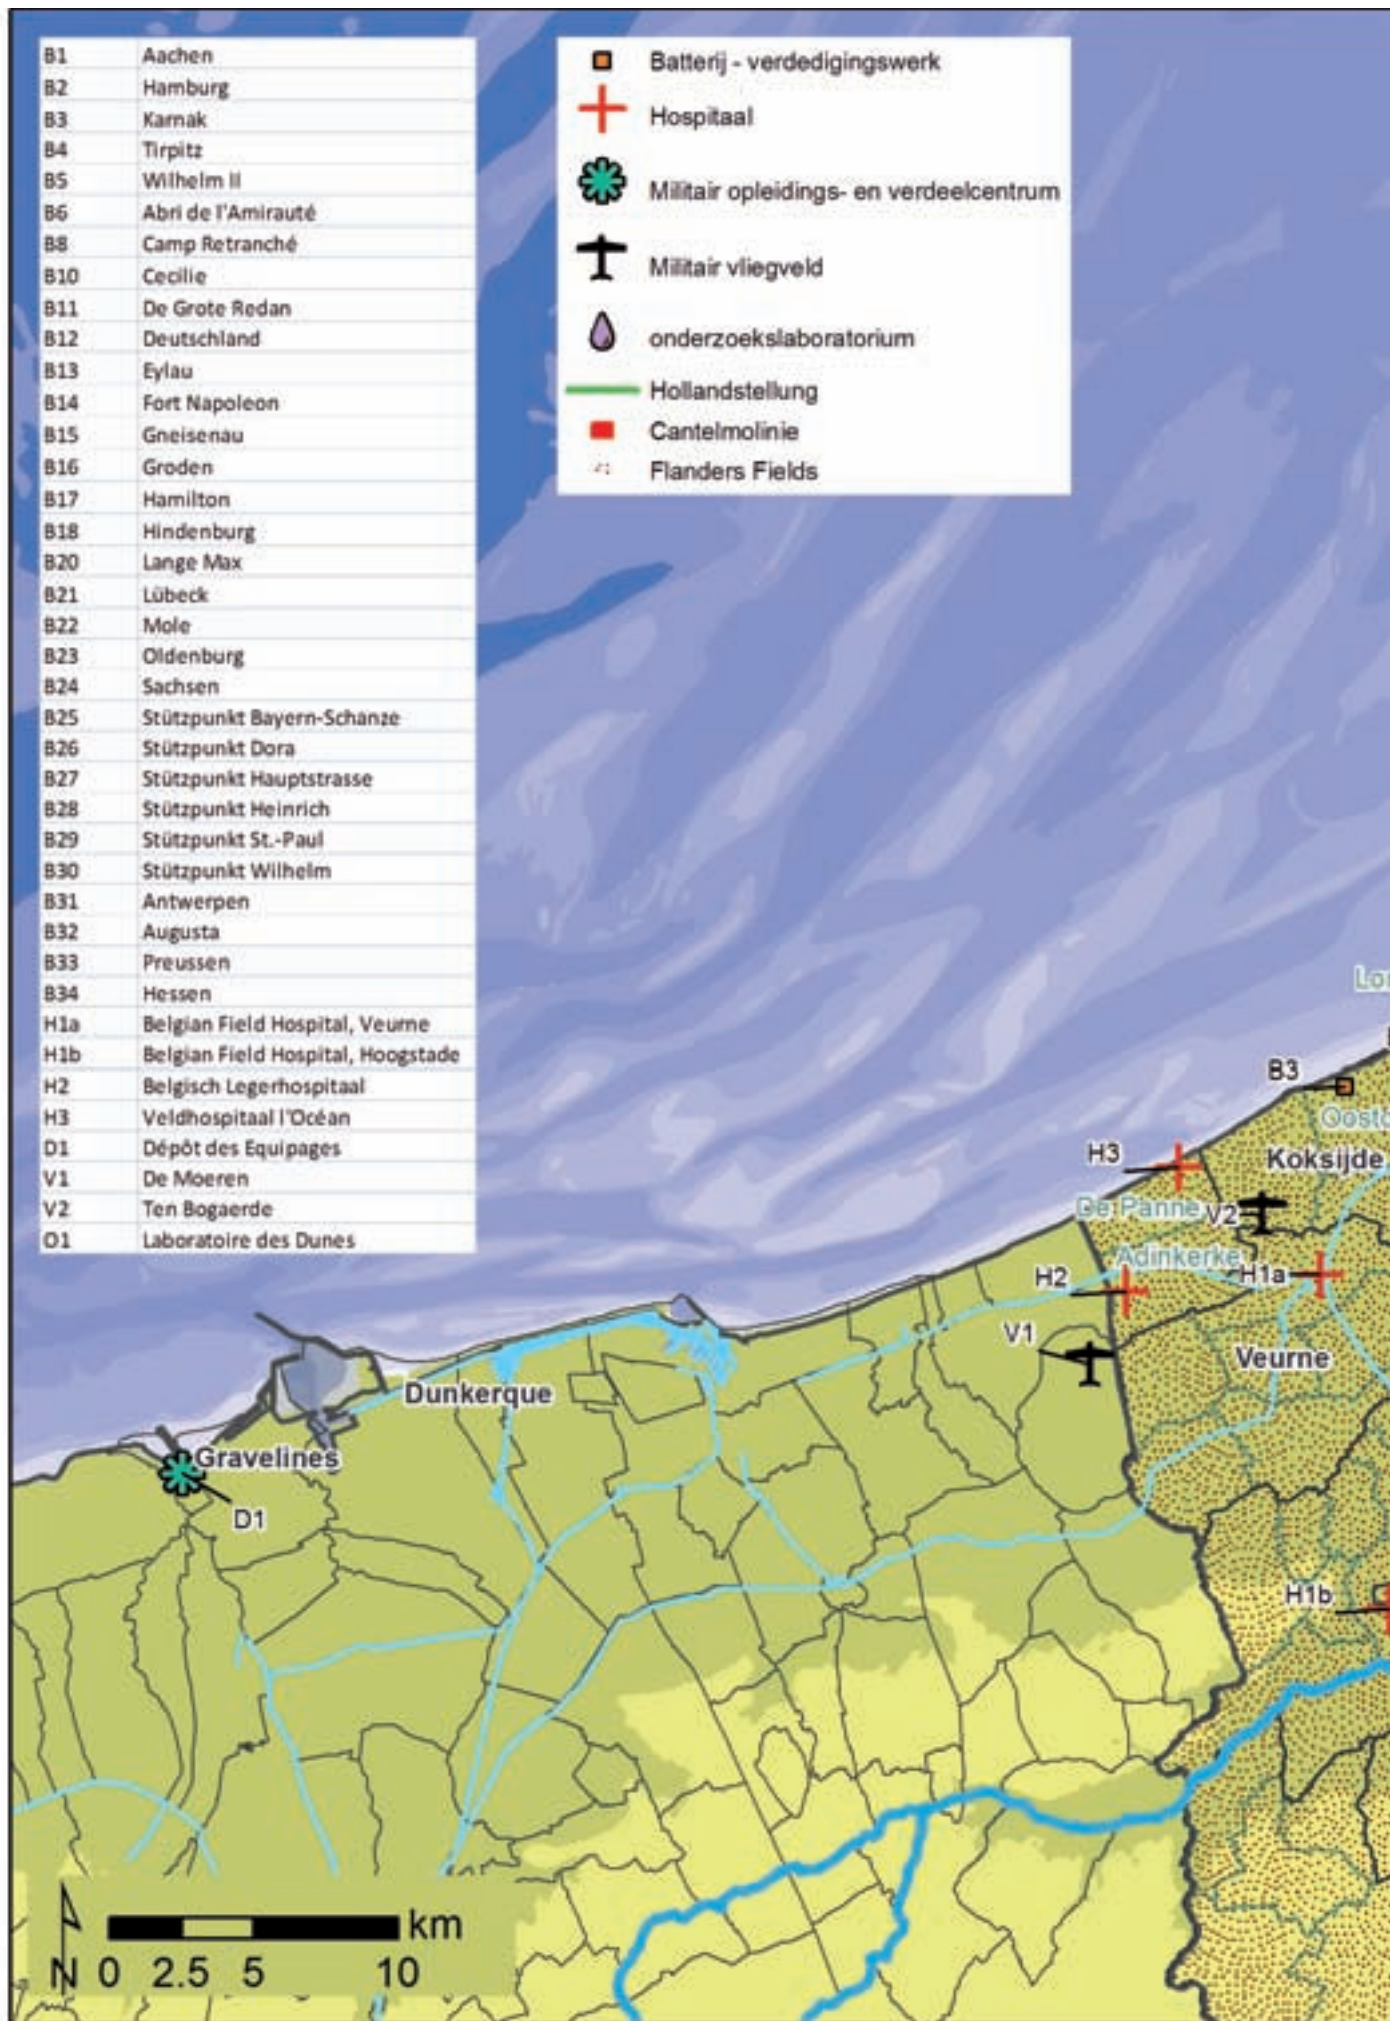 B1 Aachen
B2 Hamburg
B3 Karnak
B4 Tirpitz
B5 Wilhelm II
B6 Abri de l'Amirauté
B8 Camp Retranché
B10 Cecilie
B11 De Grote Redan
B12 Deutschland
B13 Eylau
B14 Fort Napoleon
B15 Gneisenau
B16 Groden
B17 Hamilton
B18 Hindenburg
B20 Lange Max
B21 Lübeck
B22 Mole
B23 Oldenburg
B24 Sachsen
B25 Stützpunkt Bayern-Schanze
B26 Stützpunkt Dora
B27 Stützpunkt Hauptstrasse
B28 Stützpunkt Heinrich
B29 Stützpunkt St.-Paul
B30 Stützpunkt Wilhelm
B31 Antwerpen
B32 Augusta
B33 Preussen
B34 Hessen
H1a Belgian Field Hospital, Veurne
H1b Belgian Field Hospital, Hoogstade
H2 Belgisch Legerhospitaal
H3 Veldhospitaal l'Océan
D1 Dépôt des Equipages
V1 De Moeren
V2 Ten Bogaerde
O1 Laboratoire des Dunes
Batterij - verdedigingswerk
Hospitaal
Militair opleidings- en verdeelcentrum
Militair vliegveld
onderzoekslaboratorium
Hollandstellung
Cantelmolinie
Flanders Fields
Lor
B3
Oosto
H3
Koksijde
De Panne
V2
Adinkerke
H2
H1a
V1
Veurne
Dunkerque
Gravelines
D1
H1b
km
N 0 2.5 5 10